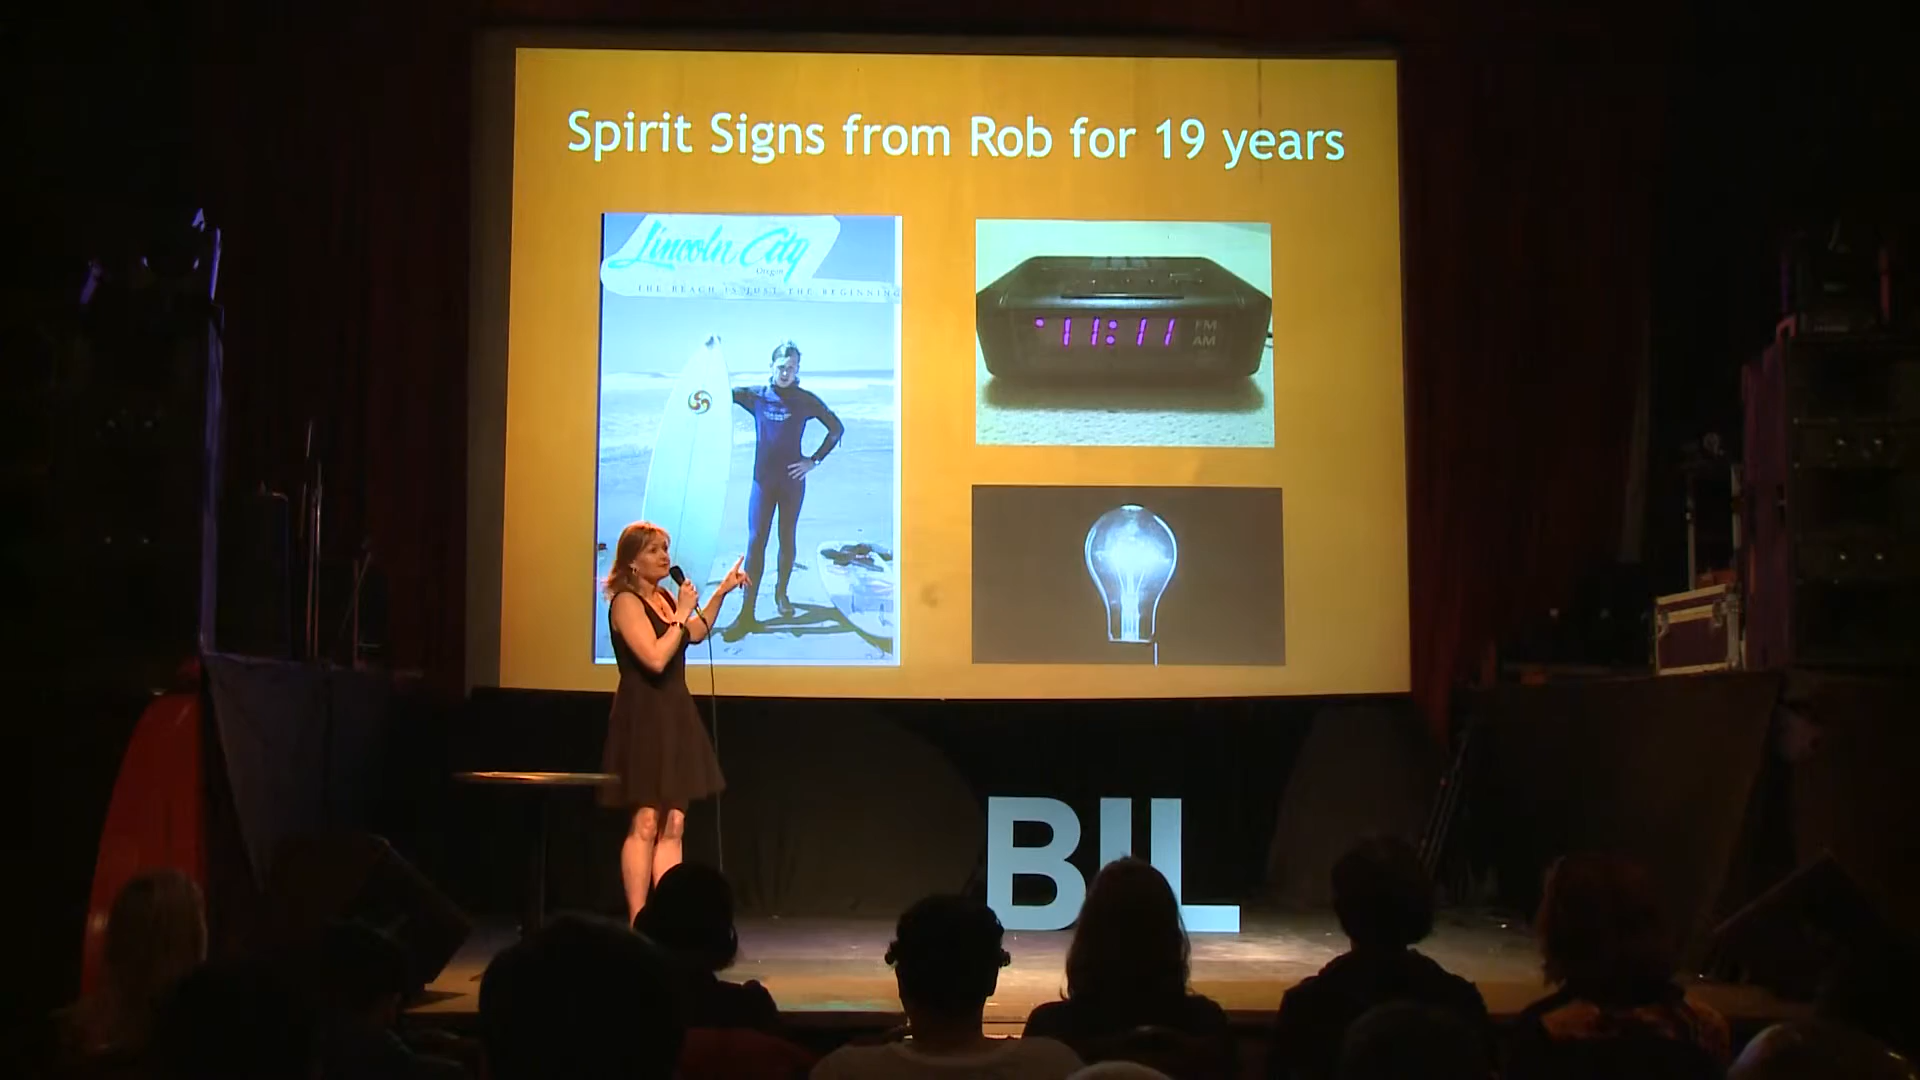 Spirit Signs from Rob for 19 years
Lincoln City
Oregon
THE BEACH IS JUST THE BEGINNING
11:11
FM
AM
BIL